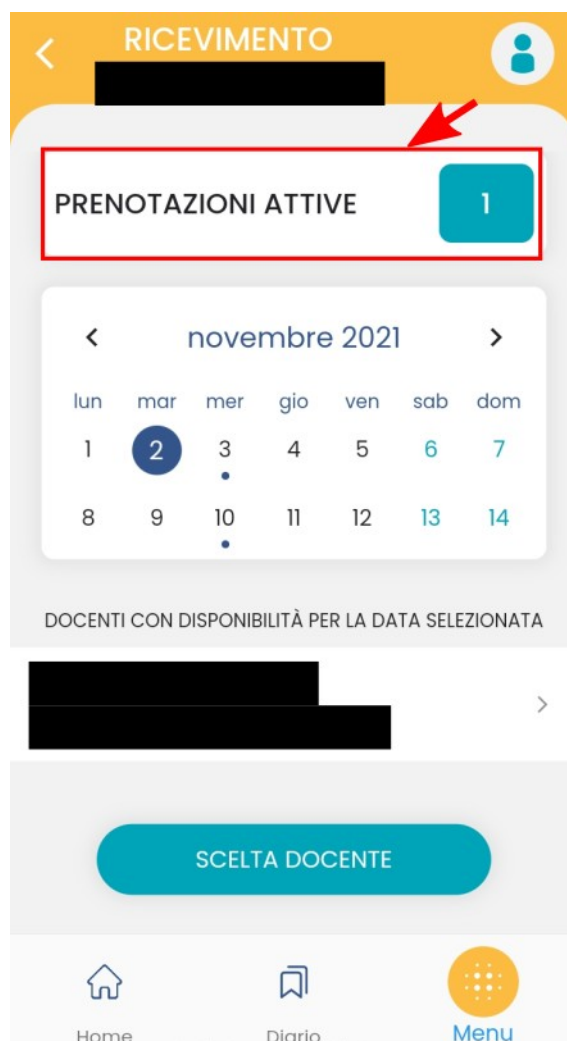 RICEVIMENTO
PRENOTAZIONI ATTIVE 1
novembre 2021
lun mar mer gio ven sab dom
1 2 3 4 5 6 7
8 9 10 11 12 13 14
DOCENTI CON DISPONIBILITÀ PER LA DATA SELEZIONATA
SCELTA DOCENTE
Home Diario Menu